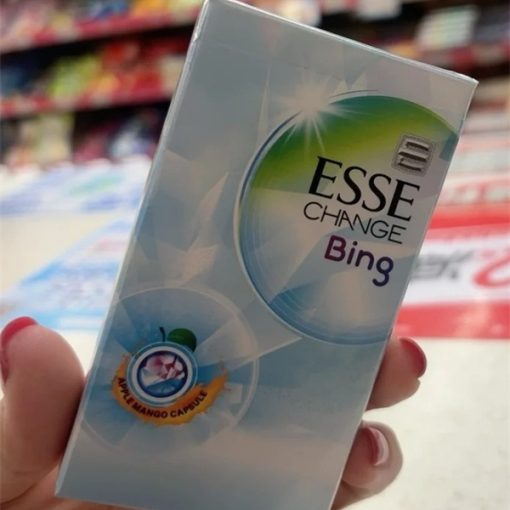 ESSE
CHANGE
Bing
APPLE MANGO CAPSULE